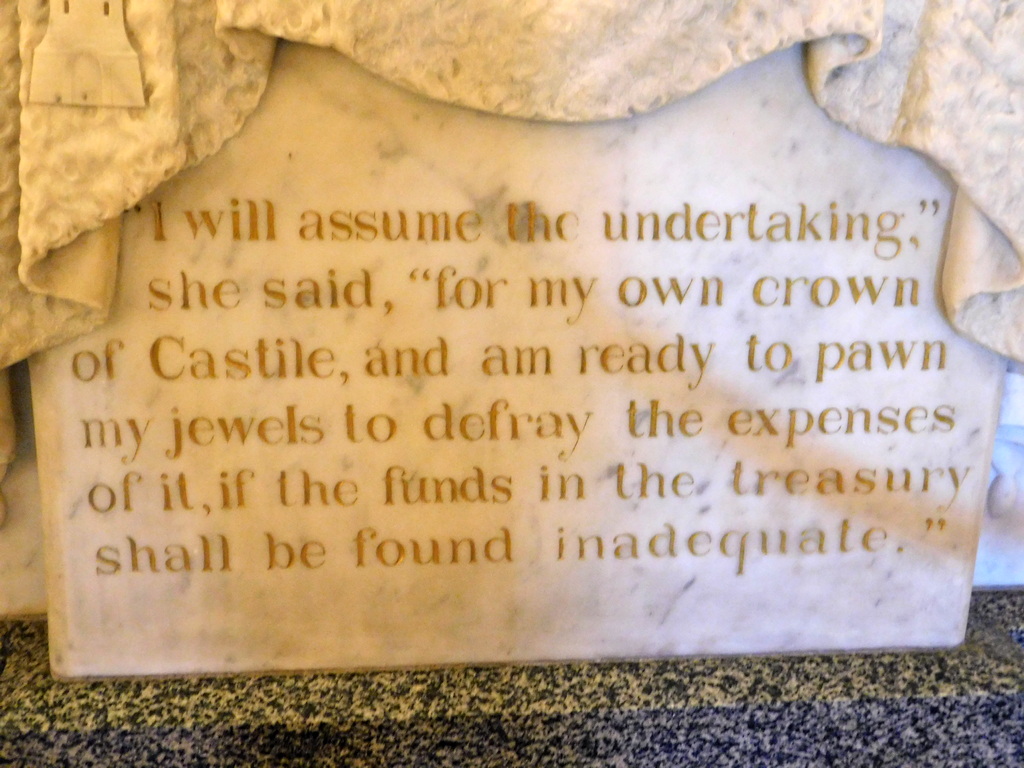 "I will assume the undertaking,"
she said, "for my own crown
of Castile, and am ready to pawn
my jewels to defray the expenses
of it, if the funds in the treasury
shall be found inadequate."